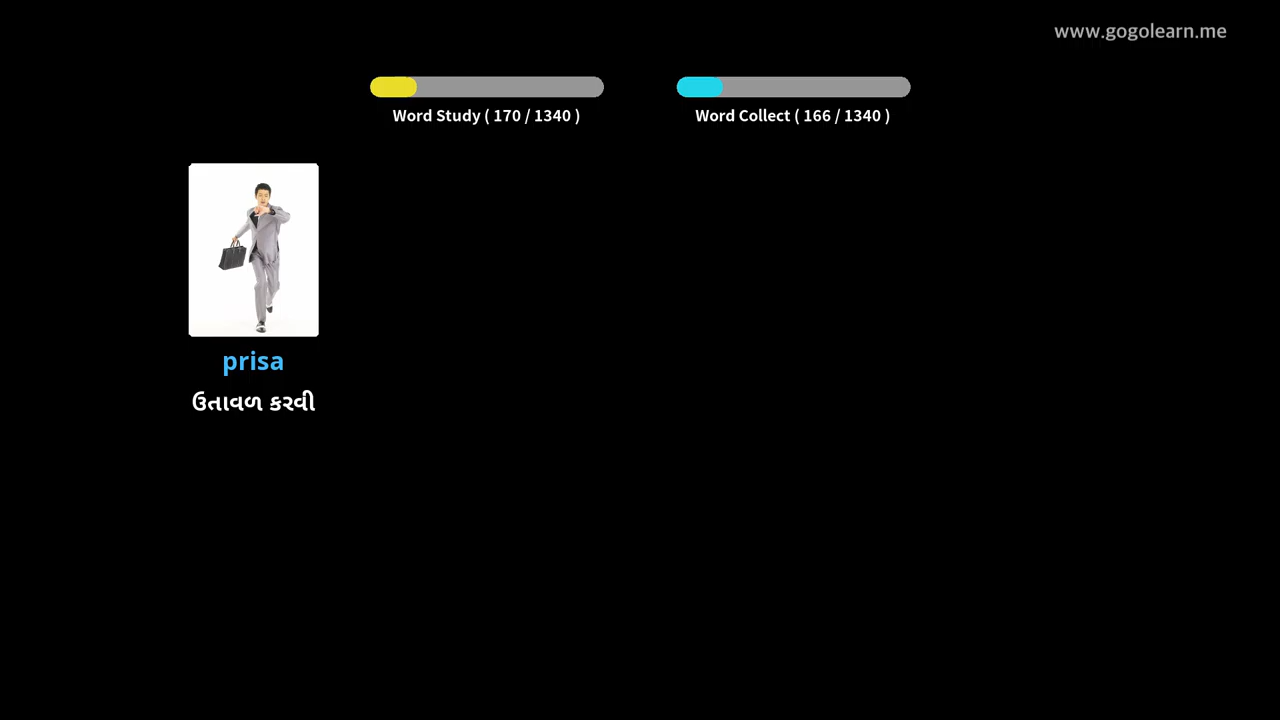 www.gogolearn.me
Word Study ( 170 / 1340 )
Word Collect ( 166 / 1340 )
prisa
ઉતાવળ કરવી